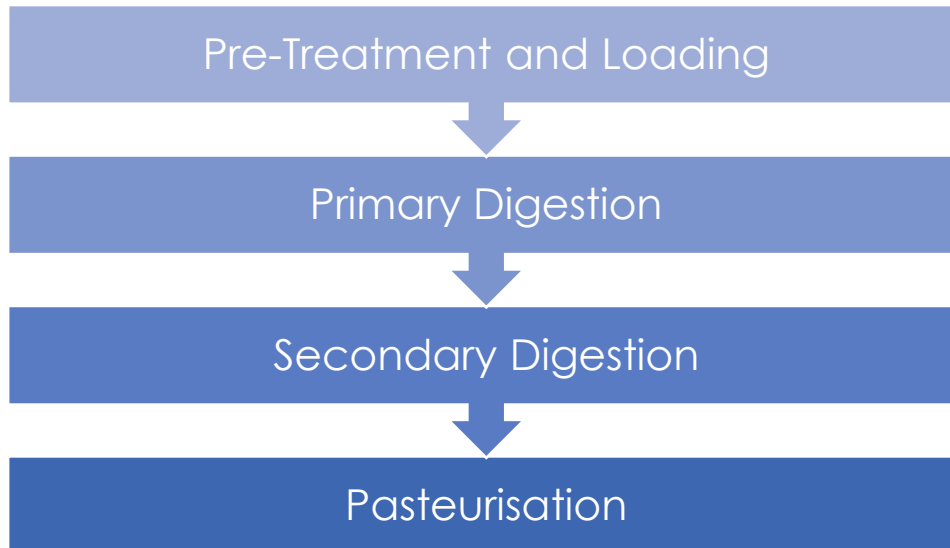 Pre-Treatment and Loading
Primary Digestion
Secondary Digestion
Pasteurisation